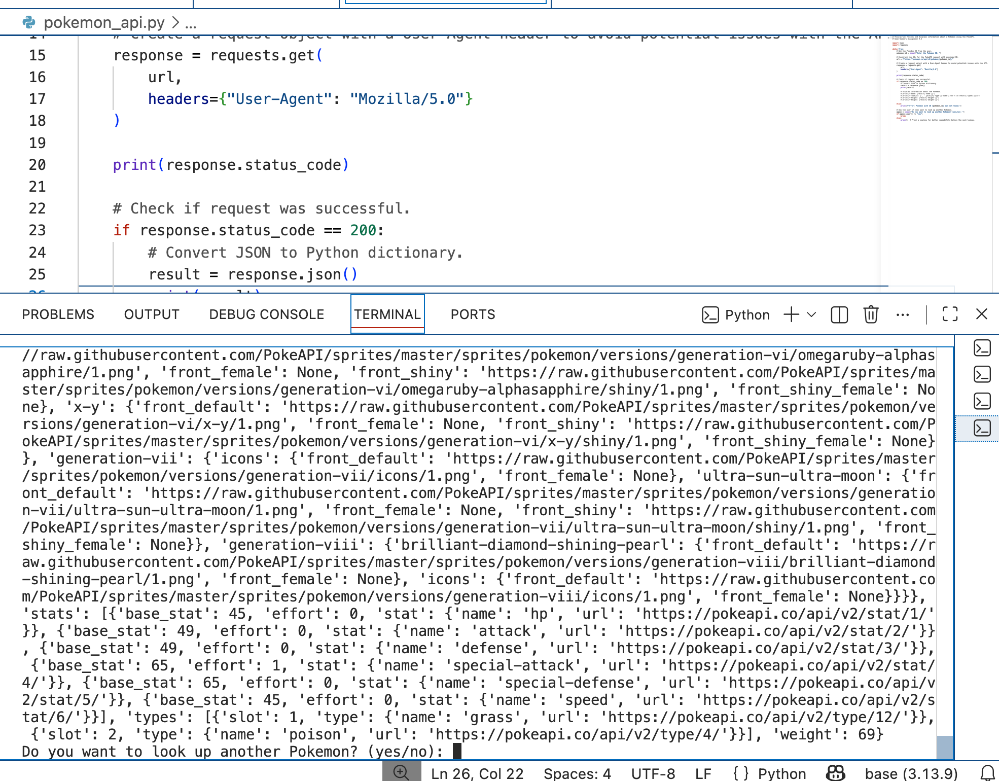 pokemon_api.py > ...
14 # Create a request object with a User-Agent header to avoid potential issues with the AP
15 response = requests.get(
16 url,
17 headers={"User-Agent": "Mozilla/5.0"}
18 )
19
20 print(response.status_code)
21
22 # Check if request was successful.
23 if response.status_code == 200:
24 # Convert JSON to Python dictionary.
25 result = response.json()
26 print(result)
PROBLEMS OUTPUT DEBUG CONSOLE TERMINAL PORTS Python
//raw.githubusercontent.com/PokeAPI/sprites/master/sprites/pokemon/versions/generation-vi/omegaruby-alphas
apphire/1.png', 'front_female': None, 'front_shiny': 'https://raw.githubusercontent.com/PokeAPI/sprites/ma
ster/sprites/pokemon/versions/generation-vi/omegaruby-alphasapphire/shiny/1.png', 'front_shiny_female': No
ne}, 'x-y': {'front_default': 'https://raw.githubusercontent.com/PokeAPI/sprites/master/sprites/pokemon/ve
rsions/generation-vi/x-y/1.png', 'front_female': None, 'front_shiny': 'https://raw.githubusercontent.com/P
okeAPI/sprites/master/sprites/pokemon/versions/generation-vi/x-y/shiny/1.png', 'front_shiny_female': None}
}, 'generation-vii': {'icons': {'front_default': 'https://raw.githubusercontent.com/PokeAPI/sprites/master
/sprites/pokemon/versions/generation-vii/icons/1.png', 'front_female': None}, 'ultra-sun-ultra-moon': {'fr
ont_default': 'https://raw.githubusercontent.com/PokeAPI/sprites/master/sprites/pokemon/versions/generatio
n-vii/ultra-sun-ultra-moon/1.png', 'front_female': None, 'front_shiny': 'https://raw.githubusercontent.com
/PokeAPI/sprites/master/sprites/pokemon/versions/generation-vii/ultra-sun-ultra-moon/shiny/1.png', 'front_
shiny_female': None}}, 'generation-viii': {'brilliant-diamond-shining-pearl': {'front_default': 'https://r
aw.githubusercontent.com/PokeAPI/sprites/master/sprites/pokemon/versions/generation-viii/brilliant-diamond
-shining-pearl/1.png', 'front_female': None}, 'icons': {'front_default': 'https://raw.githubusercontent.co
m/PokeAPI/sprites/master/sprites/pokemon/versions/generation-viii/icons/1.png', 'front_female': None}}}},
'stats': [{'base_stat': 45, 'effort': 0, 'stat': {'name': 'hp', 'url': 'https://pokeapi.co/api/v2/stat/1/'
}}, {'base_stat': 49, 'effort': 0, 'stat': {'name': 'attack', 'url': 'https://pokeapi.co/api/v2/stat/2/'}}
, {'base_stat': 49, 'effort': 0, 'stat': {'name': 'defense', 'url': 'https://pokeapi.co/api/v2/stat/3/'}},
 {'base_stat': 65, 'effort': 1, 'stat': {'name': 'special-attack', 'url': 'https://pokeapi.co/api/v2/stat/
4/'}}, {'base_stat': 65, 'effort': 0, 'stat': {'name': 'special-defense', 'url': 'https://pokeapi.co/api/v
2/stat/5/'}}, {'base_stat': 45, 'effort': 0, 'stat': {'name': 'speed', 'url': 'https://pokeapi.co/api/v2/s
tat/6/'}}], 'types': [{'slot': 1, 'type': {'name': 'grass', 'url': 'https://pokeapi.co/api/v2/type/12/'}},
 {'slot': 2, 'type': {'name': 'poison', 'url': 'https://pokeapi.co/api/v2/type/4/'}}], 'weight': 69}
Do you want to look up another Pokemon? (yes/no):
Ln 26, Col 22 Spaces: 4 UTF-8 LF {} Python base (3.13.9)